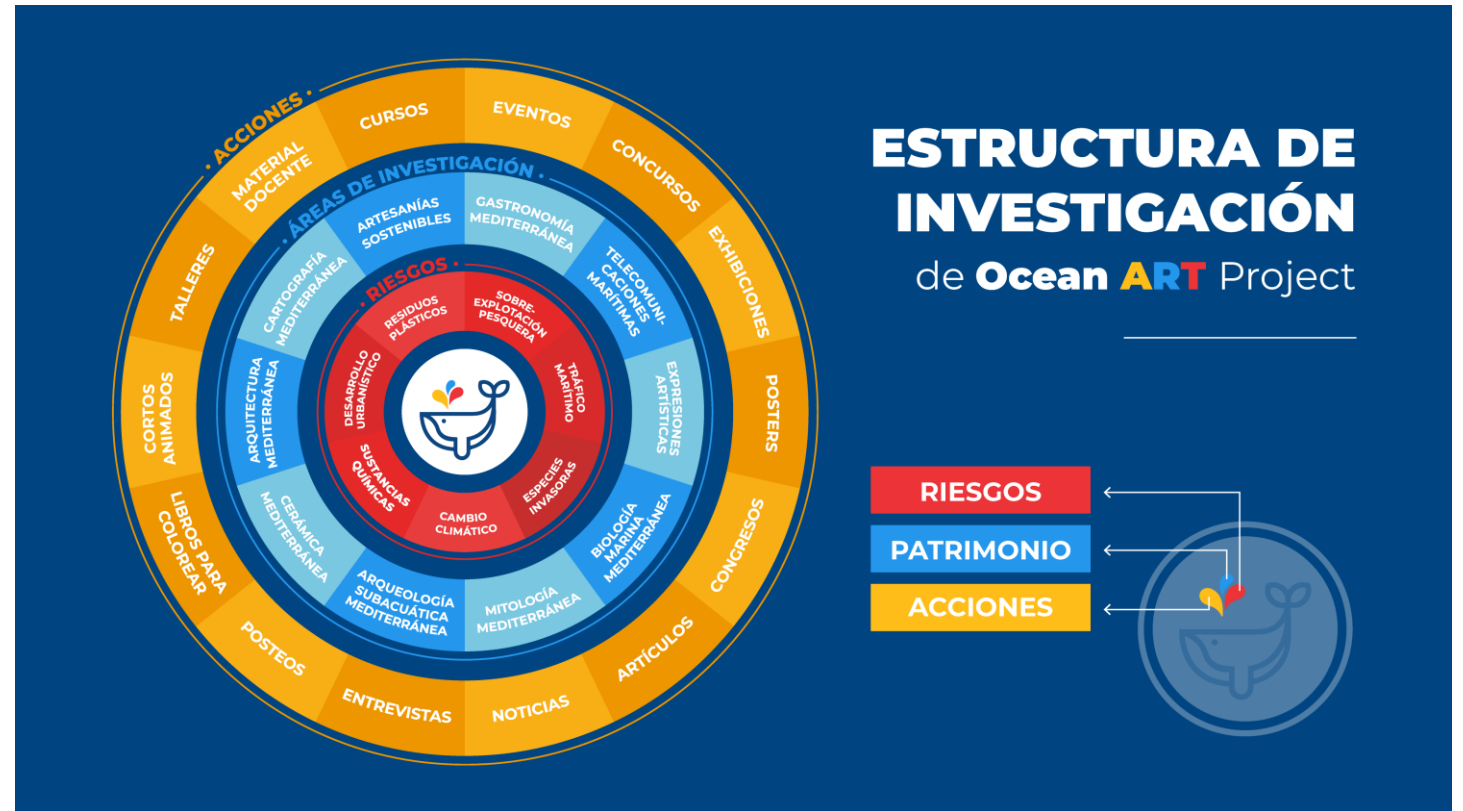 ESTRUCTURA DE
INVESTIGACIÓN
de Ocean ART Project
RIESGOS
PATRIMONIO
ACCIONES
· ACCIONES ·
MATERIAL
DOCENTE
CURSOS
EVENTOS
CONCURSOS
EXHIBICIONES
POSTERS
CONGRESOS
ARTÍCULOS
NOTICIAS
ENTREVISTAS
POSTEOS
LIBROS PARA
COLOREAR
CORTOS
ANIMADOS
TALLERES
· ÁREAS DE INVESTIGACIÓN ·
ARTESANÍAS
SOSTENIBLES
GASTRONOMÍA
MEDITERRÁNEA
TELECOMUNI-
CACIONES
MARÍTIMAS
EXPRESIONES
ARTÍSTICAS
BIOLOGÍA
MARINA
MEDITERRÁNEA
MITOLOGÍA
MEDITERRÁNEA
ARQUEOLOGÍA
SUBACUÁTICA
MEDITERRÁNEA
CERÁMICA
MEDITERRÁNEA
ARQUITECTURA
MEDITERRÁNEA
CARTOGRAFÍA
MEDITERRÁNEA
· RIESGOS ·
RESIDUOS
PLÁSTICOS
SOBRE-
EXPLOTACIÓN
PESQUERA
TRÁFICO
MARÍTIMO
ESPECIES
INVASORAS
CAMBIO
CLIMÁTICO
SUSTANCIAS
QUÍMICAS
DESARROLLO
URBANÍSTICO